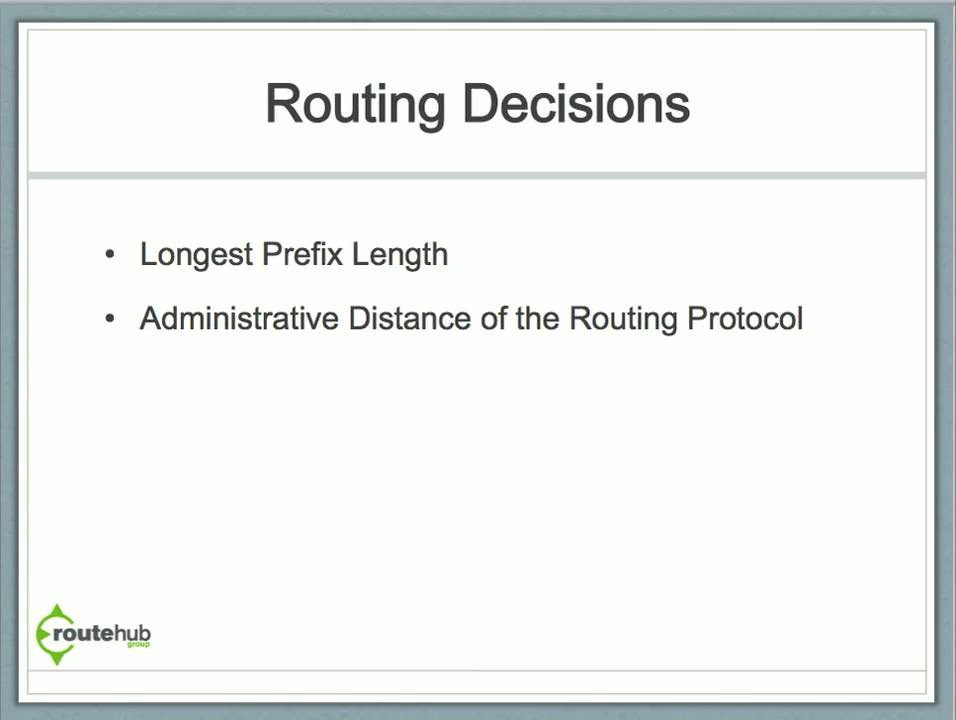 Routing Decisions
• Longest Prefix Length
• Administrative Distance of the Routing Protocol
routehub
group